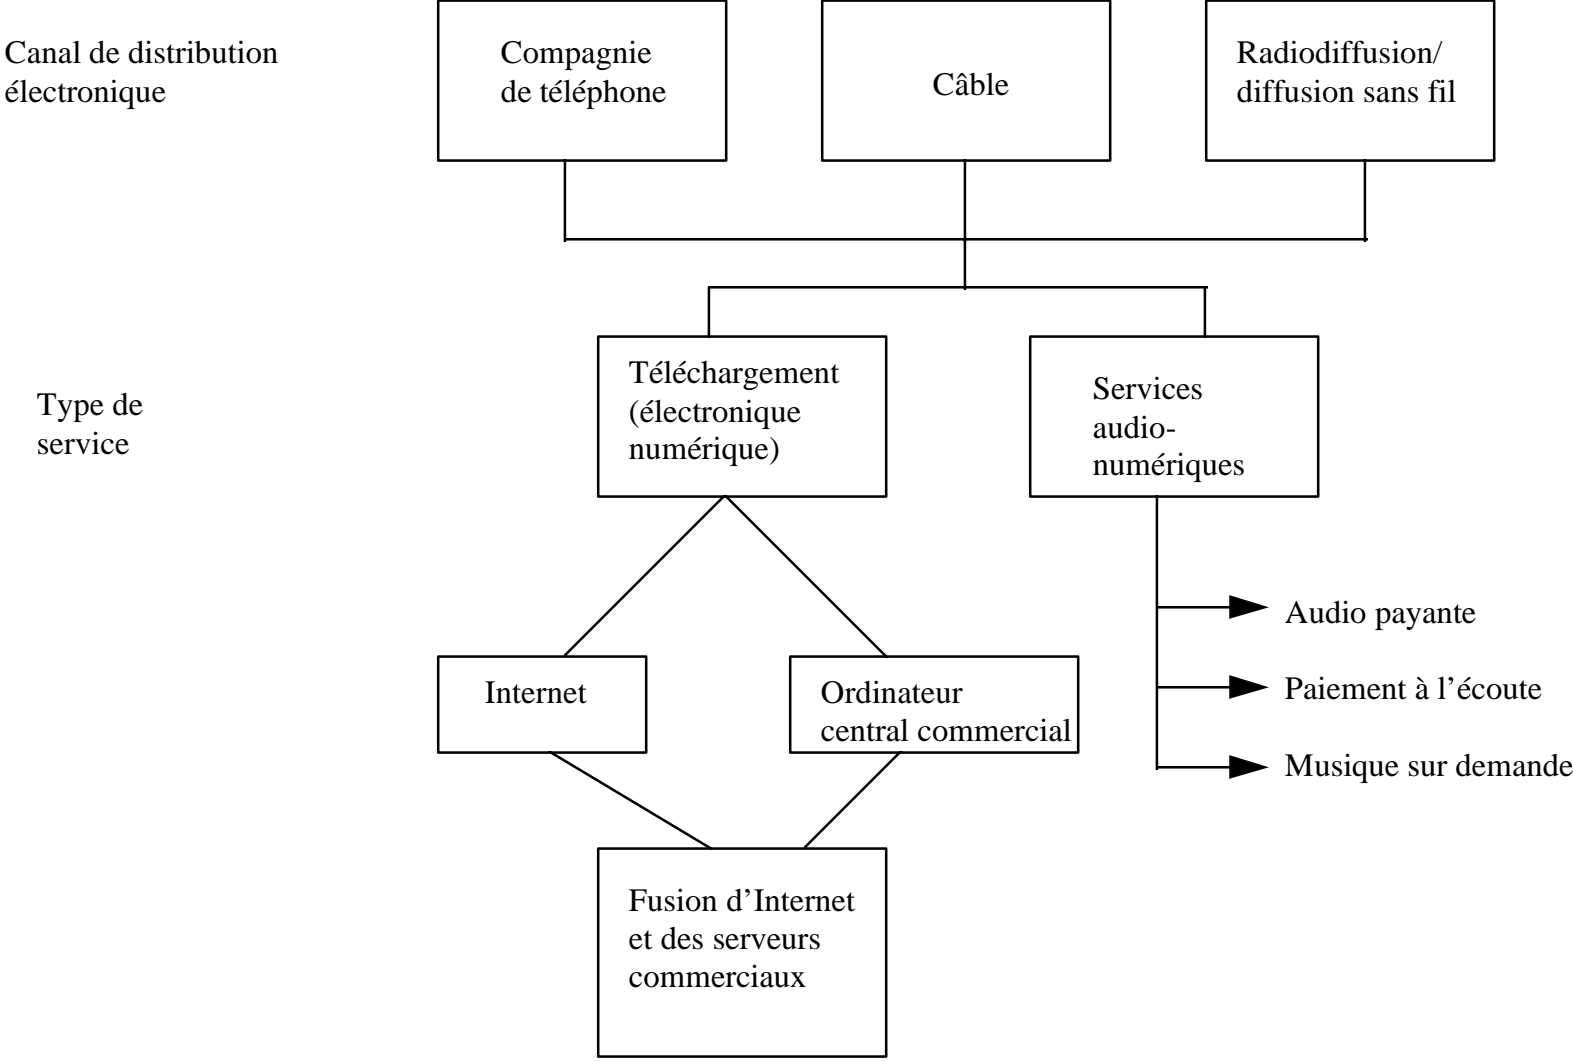 Canal de distribution
électronique
Compagnie
de téléphone
Câble
Radiodiffusion/
diffusion sans fil
Type de
service
Téléchargement
(électronique
numérique)
Services
audio-
numériques
Internet
Ordinateur
central commercial
Audio payante
Paiement à l’écoute
Musique sur demande
Fusion d’Internet
et des serveurs
commerciaux